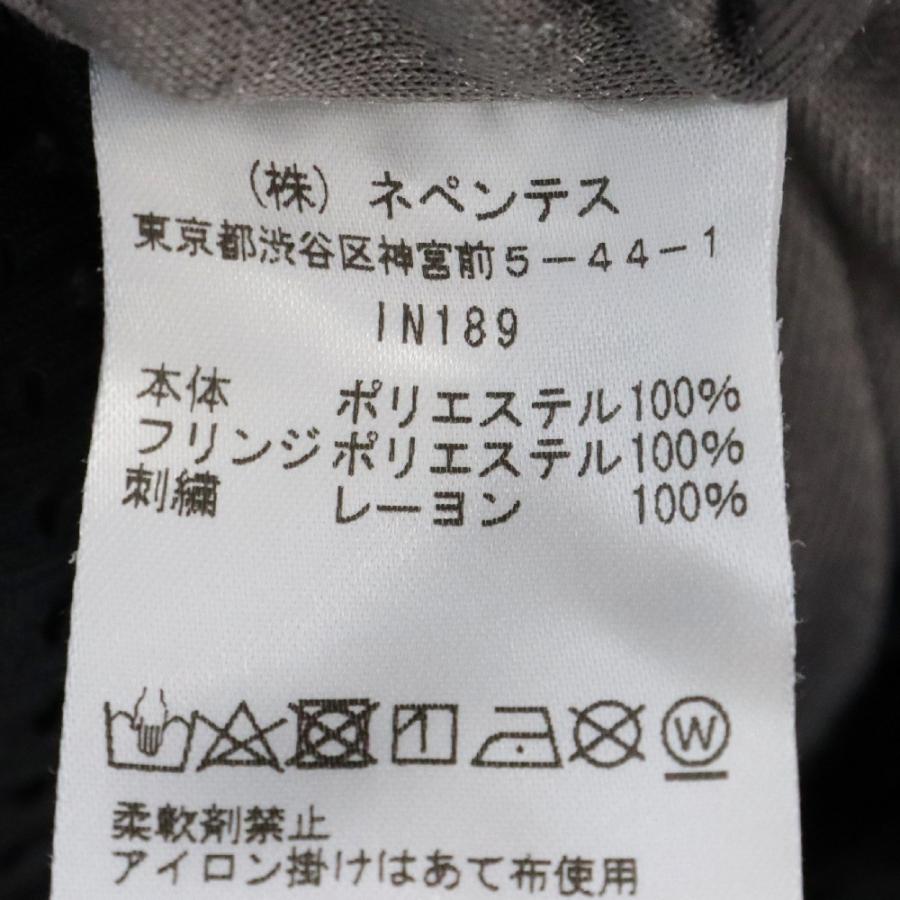 （株）ネペンテス
東京都渋谷区神宮前5－44－1
IN189
本体 ポリエステル100%
フリンジポリエステル100%
刺繍 レーヨン 100%
W
柔軟剤禁止
アイロン掛けはあて布使用